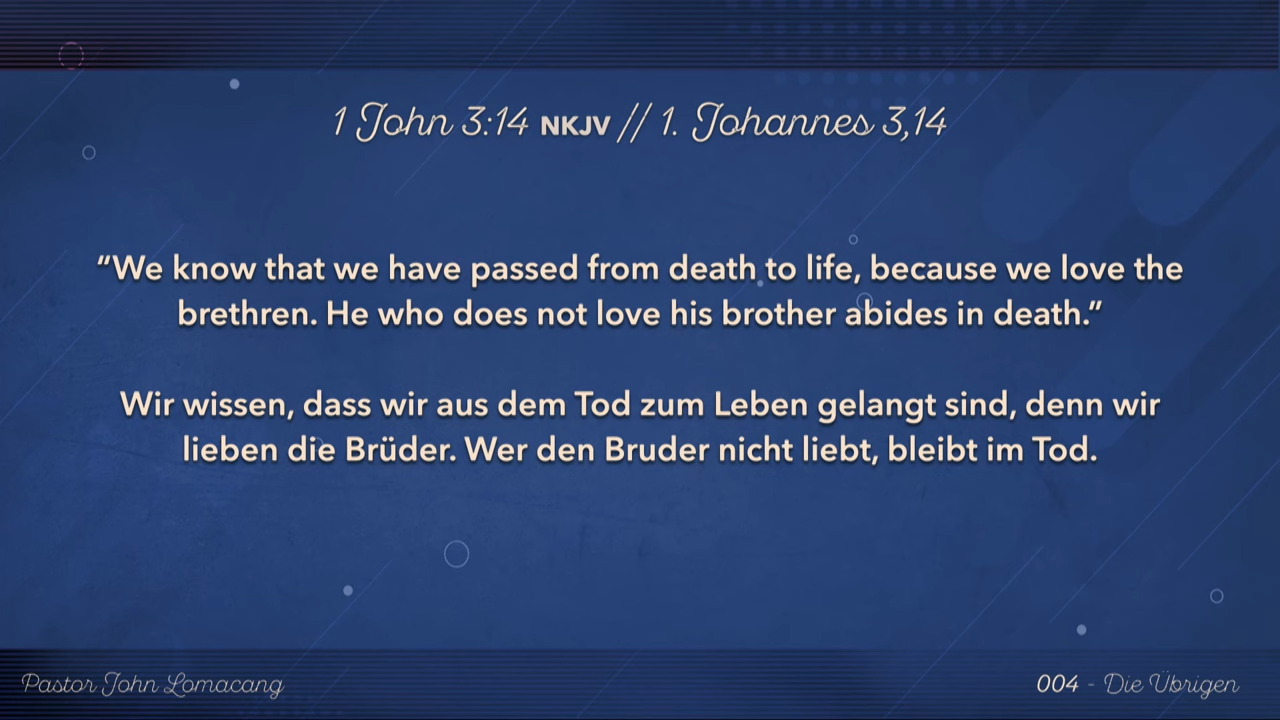 1 John 3:14 NKJV // 1. Johannes 3,14
“We know that we have passed from death to life, because we love the
brethren. He who does not love his brother abides in death.”
Wir wissen, dass wir aus dem Tod zum Leben gelangt sind, denn wir
lieben die Brüder. Wer den Bruder nicht liebt, bleibt im Tod.
Pastor John Lomacang
004 - Die Übrigen